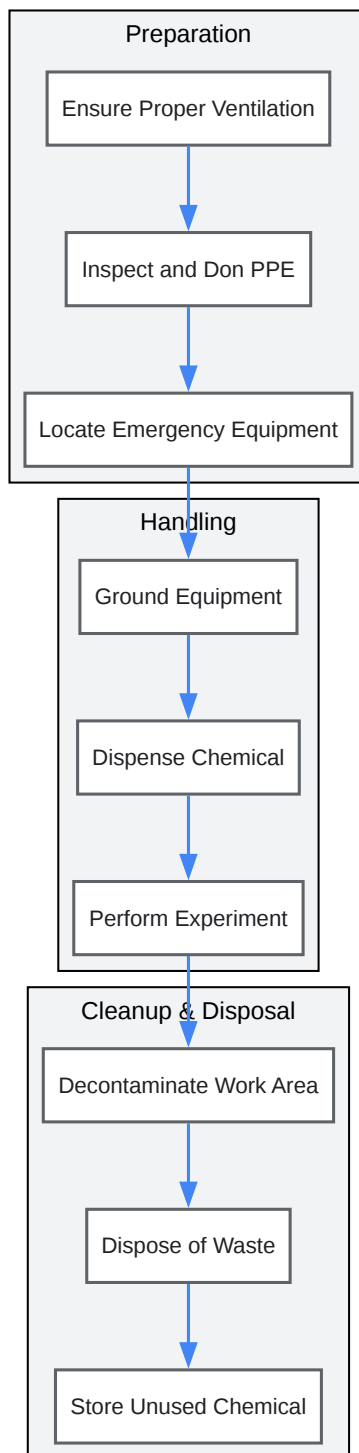 Preparation
Ensure Proper Ventilation
Inspect and Don PPE
Locate Emergency Equipment
Handling
Ground Equipment
Dispense Chemical
Perform Experiment
Cleanup & Disposal
Decontaminate Work Area
Dispose of Waste
Store Unused Chemical